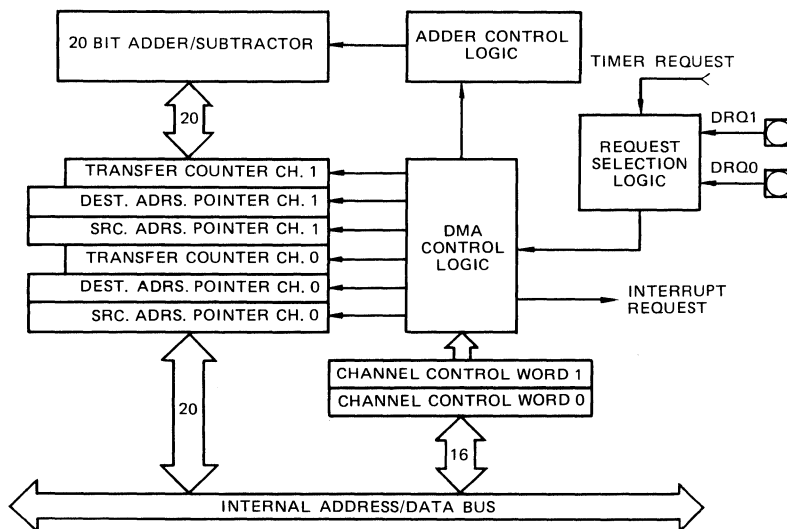 20 BIT ADDER/SUBTRACTOR
ADDER CONTROL
LOGIC
TIMER REQUEST
20
REQUEST
SELECTION
LOGIC
DRQ1
DRQ0
TRANSFER COUNTER CH. 1
DEST. ADRS. POINTER CH. 1
SRC. ADRS. POINTER CH. 1
TRANSFER COUNTER CH. 0
DEST. ADRS. POINTER CH. 0
SRC. ADRS. POINTER CH. 0
DMA
CONTROL
LOGIC
INTERRUPT
REQUEST
CHANNEL CONTROL WORD 1
CHANNEL CONTROL WORD 0
20
16
INTERNAL ADDRESS/DATA BUS